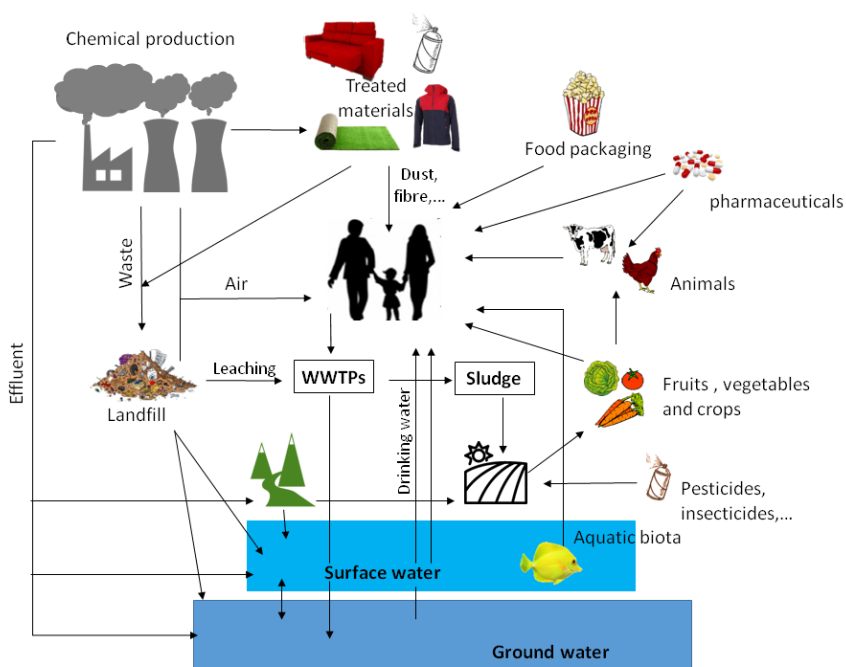 Chemical production
Treated
materials
Food packaging
Dust,
fibre,...
pharmaceuticals
Waste
Air
Animals
Effluent
Leaching
WWTPs
Sludge
Landfill
Drinking water
Fruits , vegetables
and crops
Pesticides,
insecticides,...
Aquatic biota
Surface water
Ground water